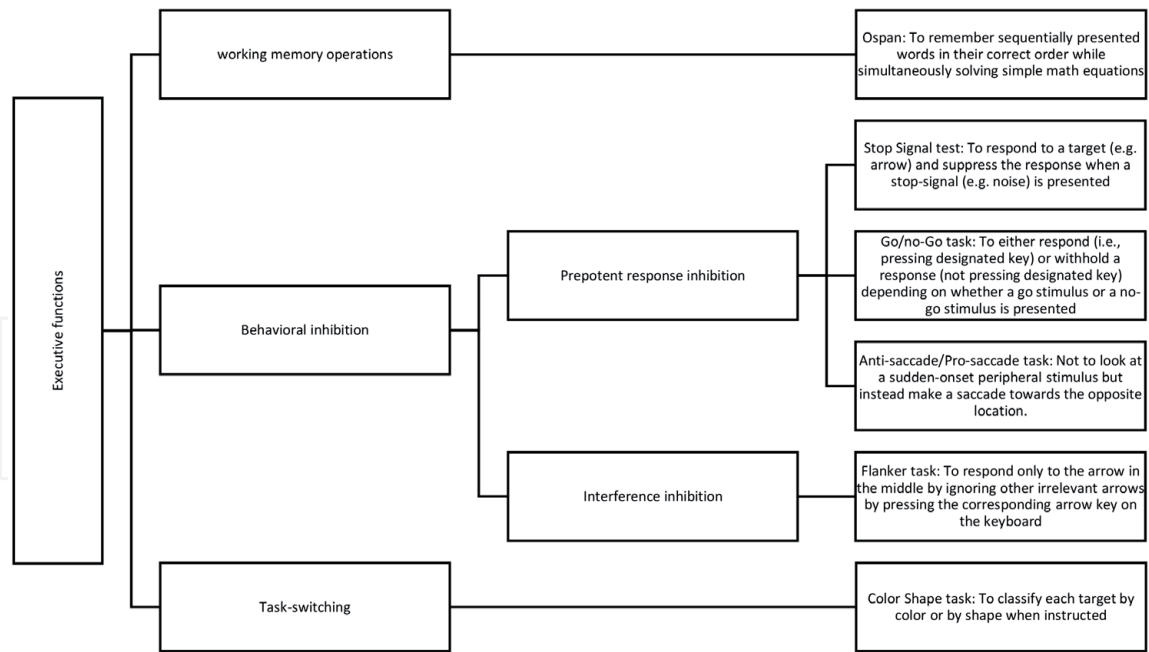 Executive functions
working memory operations
Behavioral inhibition
Task-switching
Prepotent response inhibition
Interference inhibition
Ospan: To remember sequentially presented
words in their correct order while
simultaneously solving simple math equations
Stop Signal test: To respond to a target (e.g.
arrow) and suppress the response when a
stop-signal (e.g. noise) is presented
Go/no-Go task: To either respond (i.e.,
pressing designated key) or withhold a
response (not pressing designated key)
depending on whether a go stimulus or a no-
go stimulus is presented
Anti-saccade/Pro-saccade task: Not to look at
a sudden-onset peripheral stimulus but
instead make a saccade towards the opposite
location.
Flanker task: To respond only to the arrow in
the middle by ignoring other irrelevant arrows
by pressing the corresponding arrow key on
the keyboard
Color Shape task: To classify each target by
color or by shape when instructed